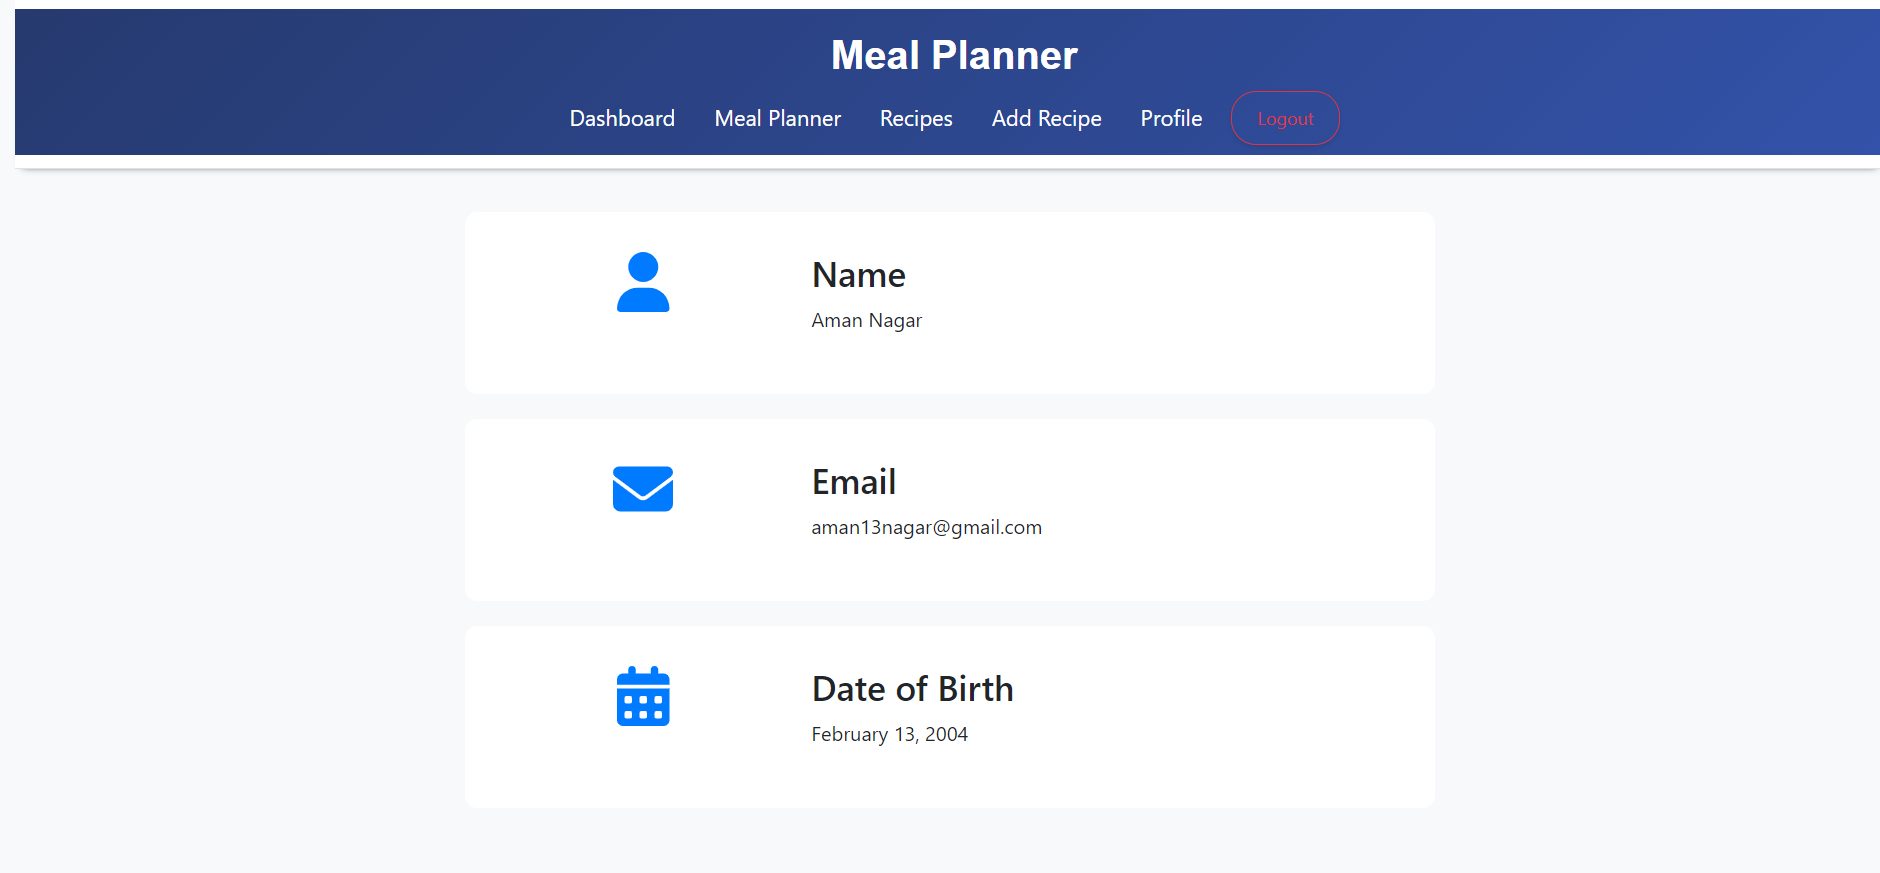 Meal Planner
Dashboard Meal Planner Recipes Add Recipe Profile Logout
Name
Aman Nagar
Email
aman13nagar@gmail.com
Date of Birth
February 13, 2004